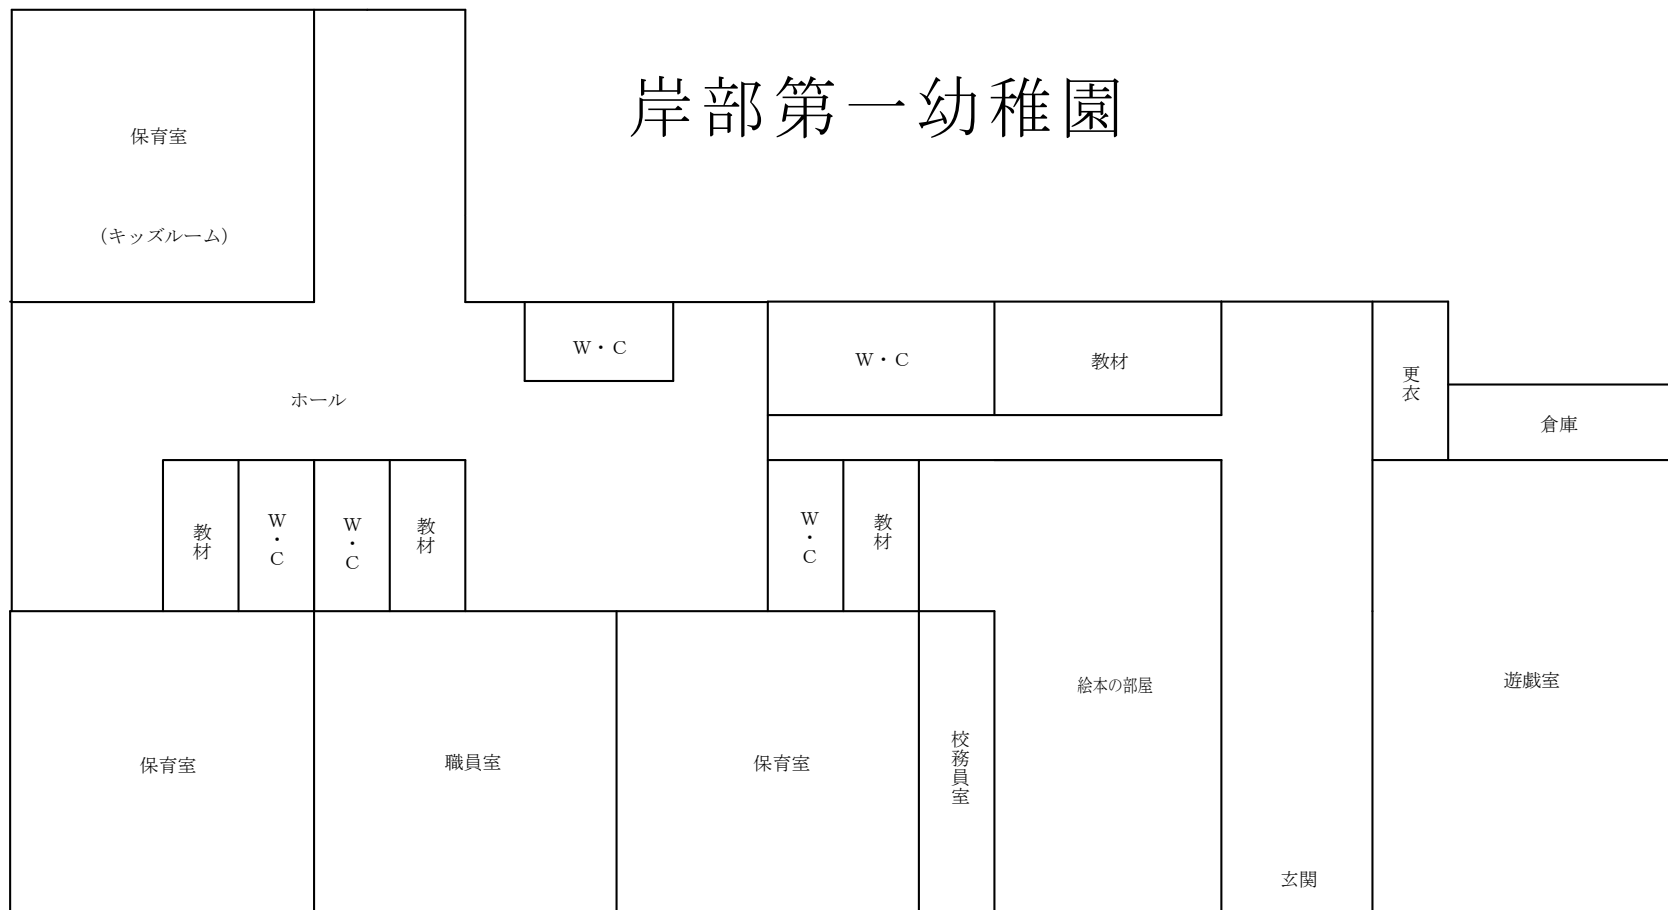 岸部第一幼稚園
保育室
（キッズルーム）
W・C
W・C
教材
更衣
倉庫
ホール
教材
W・C
W・C
教材
W・C
教材
絵本の部屋
遊戯室
保育室
職員室
保育室
校務員室
玄関